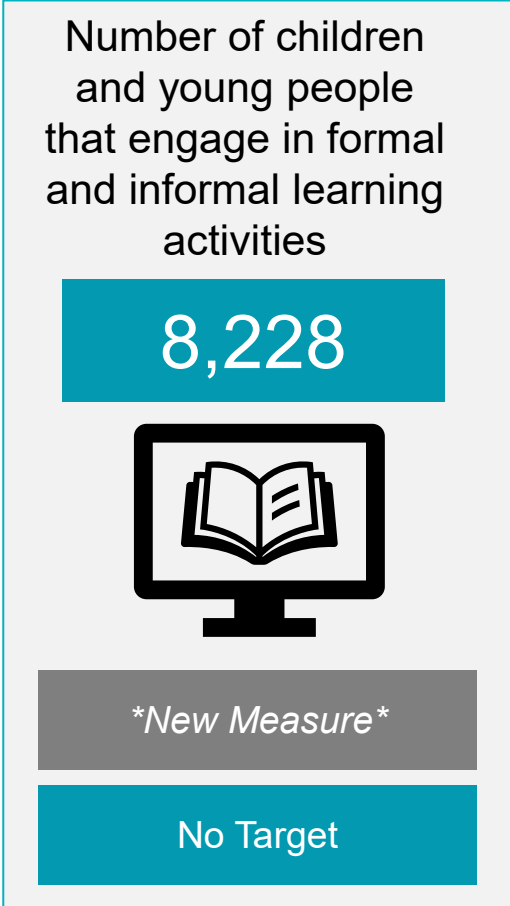 Number of children
and young people
that engage in formal
and informal learning
activities
8,228
*New Measure*
No Target